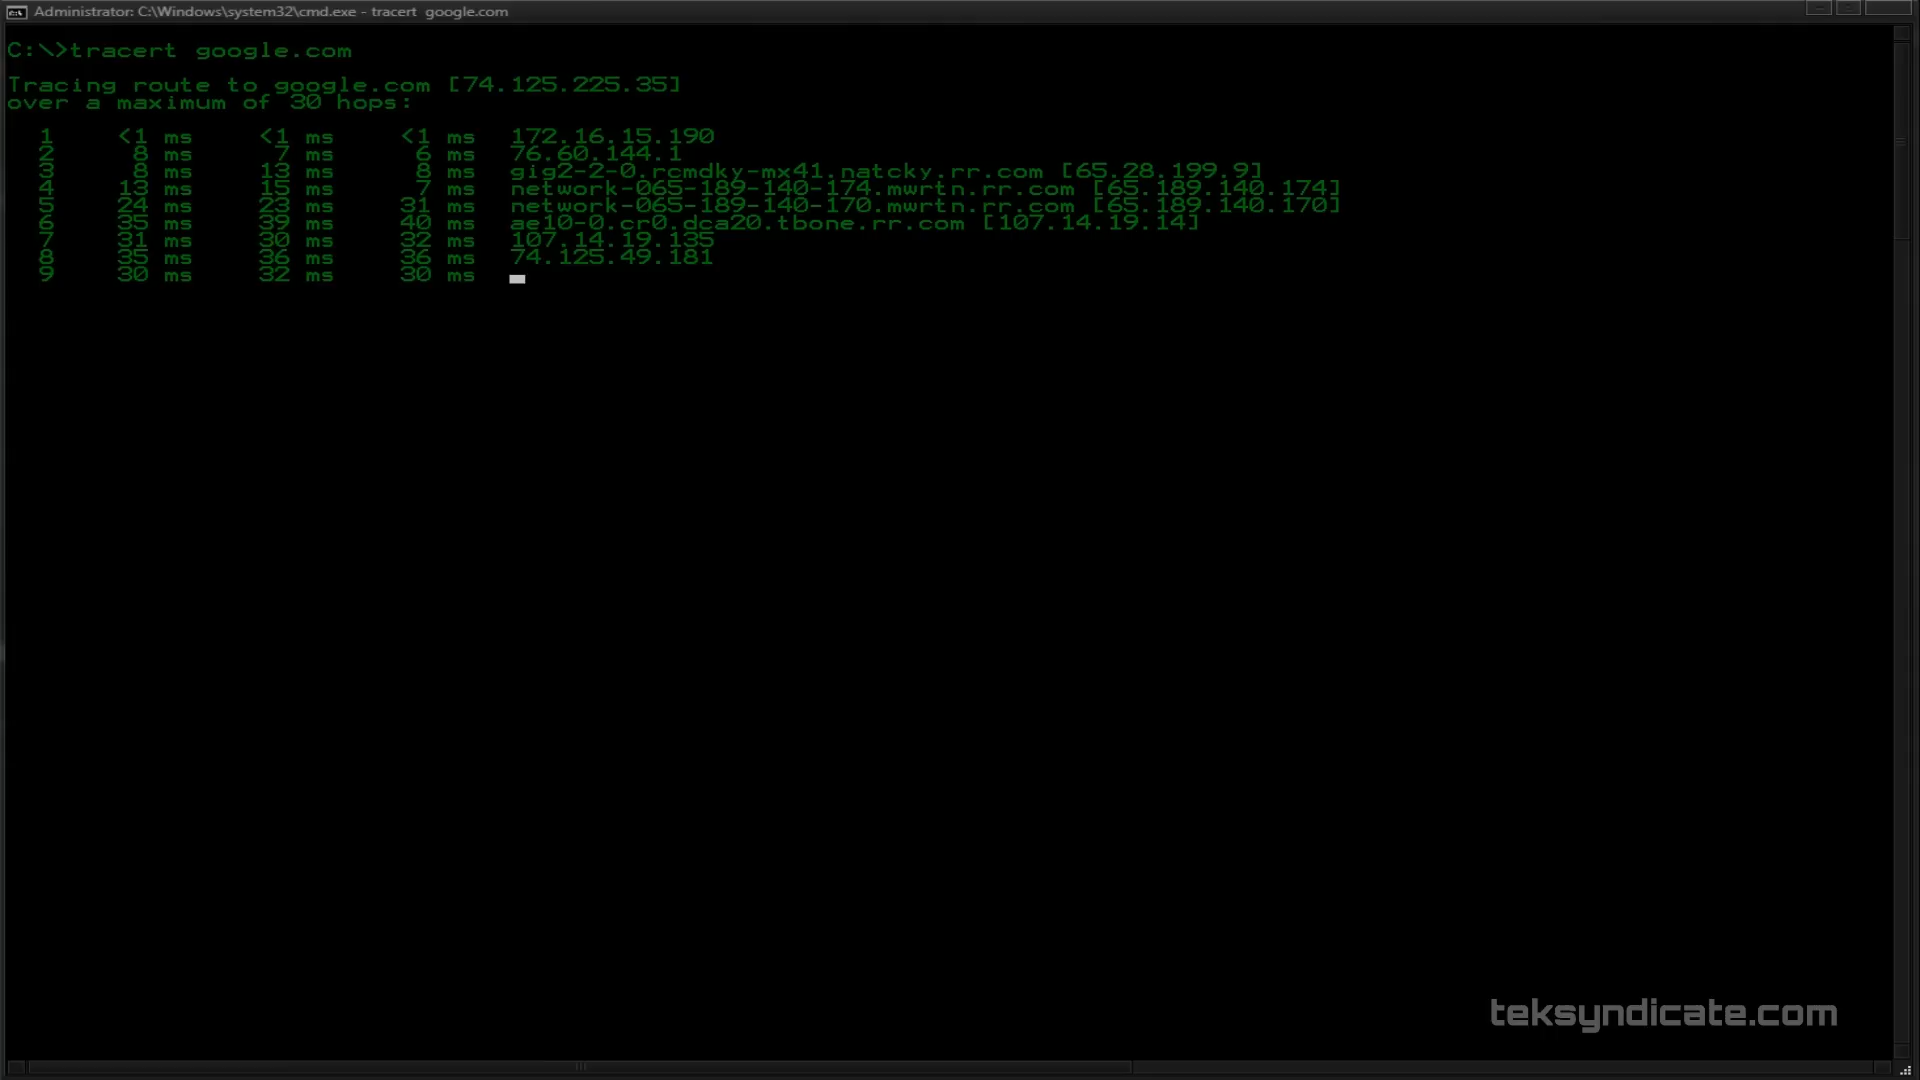 Administrator: C:\Windows\system32\cmd.exe - tracert google.com
C:\>tracert google.com
Tracing route to google.com [74.125.225.35]
over a maximum of 30 hops:
1 <1 ms <1 ms <1 ms 172.16.15.190
2 8 ms 7 ms 6 ms 76.60.144.1
3 8 ms 13 ms 8 ms gig2-2-0.rcmdky-mx41.natcky.rr.com [65.28.199.9]
4 13 ms 15 ms 7 ms network-065-189-140-174.mwrtn.rr.com [65.189.140.174]
5 24 ms 23 ms 31 ms network-065-189-140-170.mwrtn.rr.com [65.189.140.170]
6 35 ms 39 ms 40 ms ae10-0.cr0.dca20.tbone.rr.com [107.14.19.14]
7 31 ms 30 ms 32 ms 107.14.19.135
8 35 ms 36 ms 36 ms 74.125.49.181
9 30 ms 32 ms 30 ms
teksyndicate.com